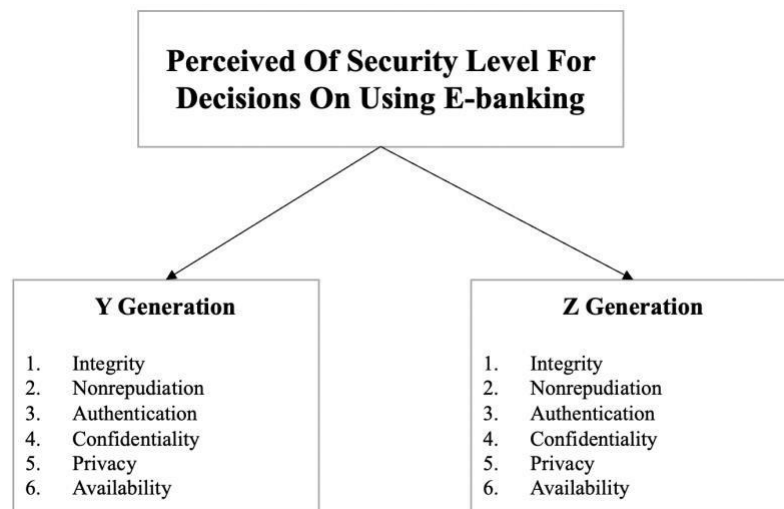 Perceived Of Security Level For
Decisions On Using E-banking
Y Generation
1. Integrity
2. Nonrepudiation
3. Authentication
4. Confidentiality
5. Privacy
6. Availability
Z Generation
1. Integrity
2. Nonrepudiation
3. Authentication
4. Confidentiality
5. Privacy
6. Availability